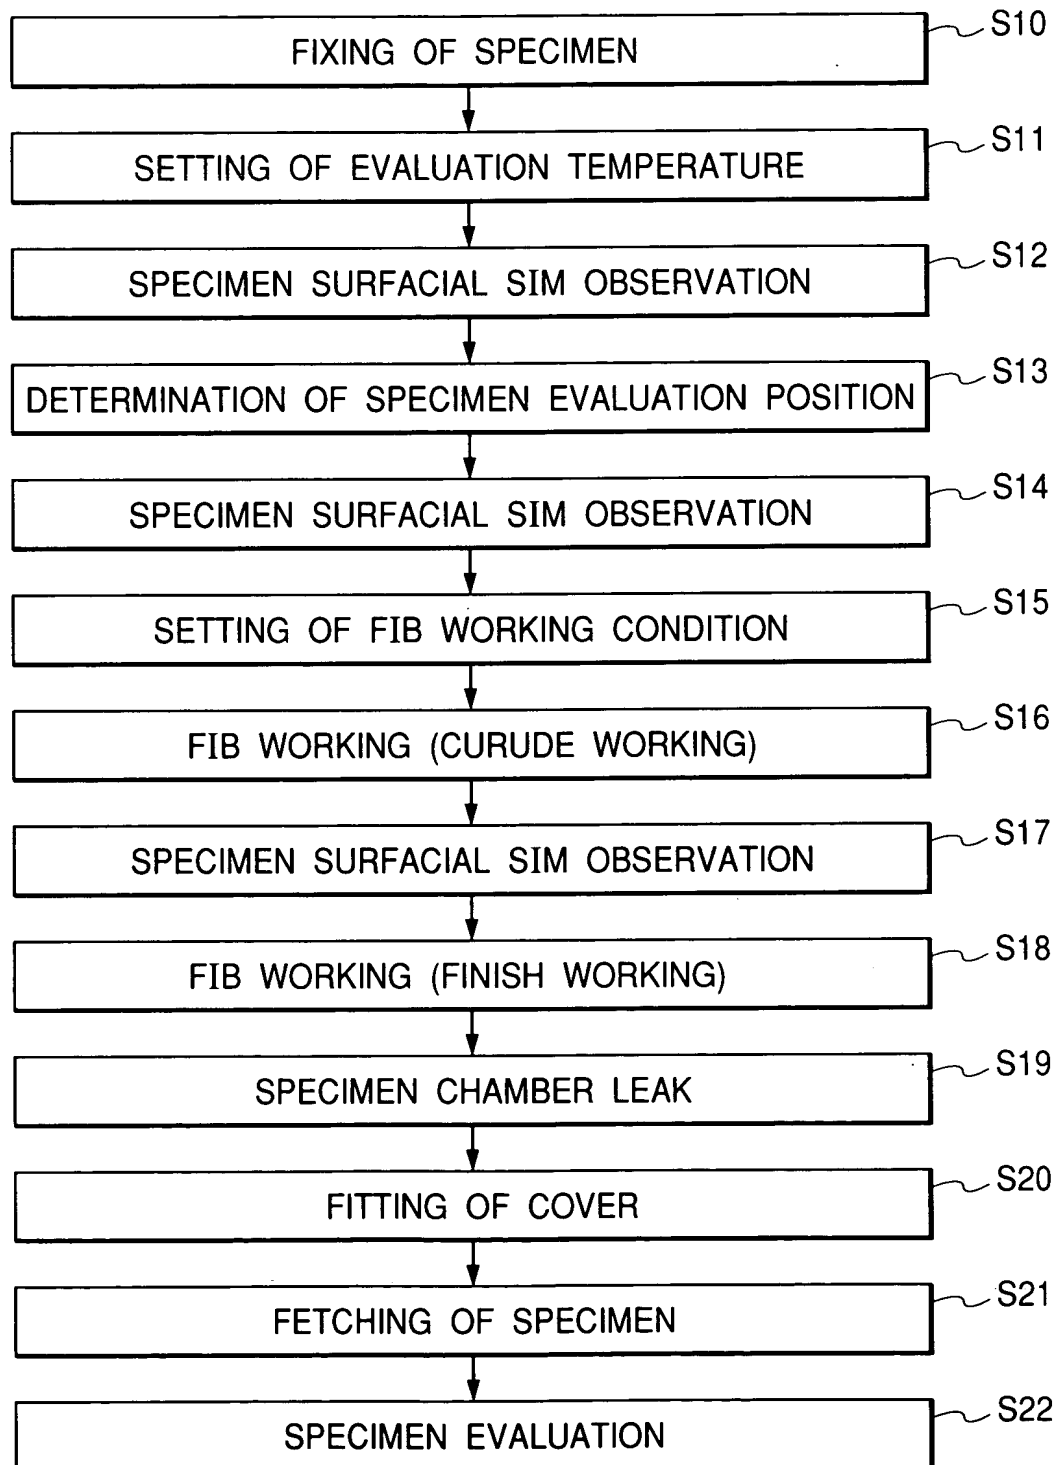 FIXING OF SPECIMEN S10
SETTING OF EVALUATION TEMPERATURE S11
SPECIMEN SURFACIAL SIM OBSERVATION S12
DETERMINATION OF SPECIMEN EVALUATION POSITION S13
SPECIMEN SURFACIAL SIM OBSERVATION S14
SETTING OF FIB WORKING CONDITION S15
FIB WORKING (CURUDE WORKING) S16
SPECIMEN SURFACIAL SIM OBSERVATION S17
FIB WORKING (FINISH WORKING) S18
SPECIMEN CHAMBER LEAK S19
FITTING OF COVER S20
FETCHING OF SPECIMEN S21
SPECIMEN EVALUATION S22